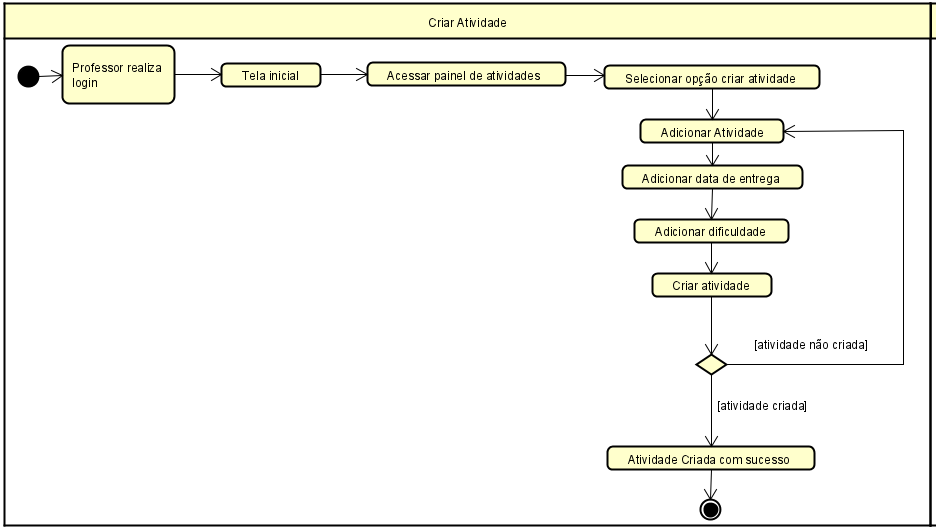 Criar Atividade
Professor realiza
login
Tela inicial
Acessar painel de atividades
Selecionar opção criar atividade
Adicionar Atividade
Adicionar data de entrega
Adicionar dificuldade
Criar atividade
[atividade não criada]
[atividade criada]
Atividade Criada com sucesso